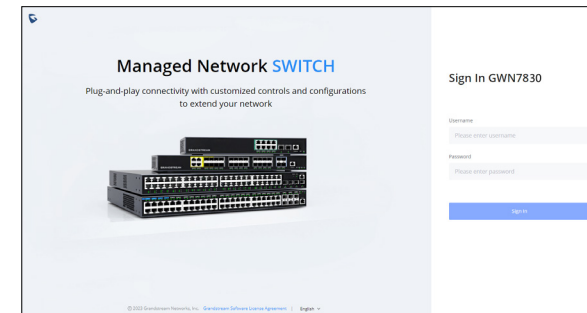 Managed Network SWITCH
Plug-and-play connectivity with customized controls and configurations
to extend your network
© 2023 Grandstream Networks, Inc. Grandstream Software License Agreement | English
Sign In GWN7830
Username
Please enter username
Password
Please enter password
Sign In